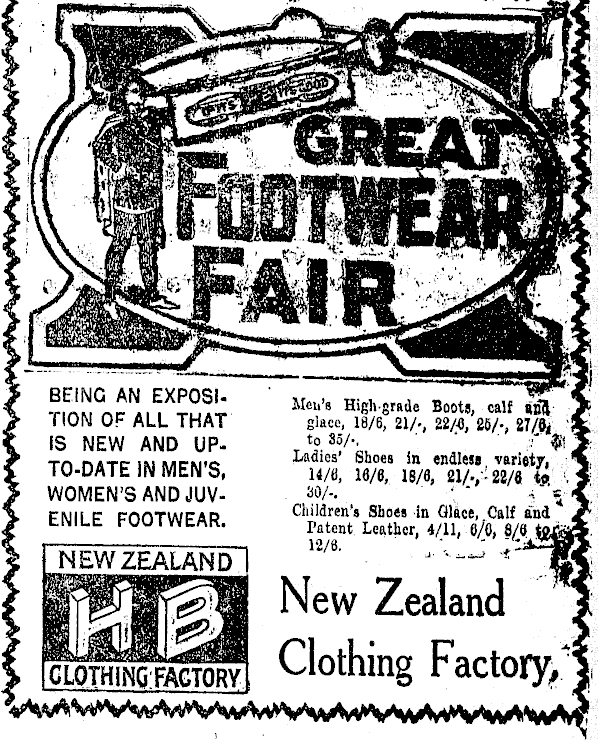 GREAT
FOOTWEAR
FAIR
BEING AN EXPOSI-
TION OF ALL THAT
IS NEW AND UP-
TO-DATE IN MEN'S,
WOMEN'S AND JUV-
ENILE FOOTWEAR.
Men's High-grade Boots, calf and
glace, 18/6, 21/-, 22/6, 25/-, 27/6,
to 35/-.
Ladies' Shoes in endless variety,
14/6, 16/6, 18/6, 21/-, 22/6 to
30/-.
Children's Shoes in Glace, Calf and
Patent Leather, 4/11, 6/6, 8/6 to
12/6.
NEW ZEALAND
HB
CLOTHING FACTORY
New Zealand
Clothing Factory,